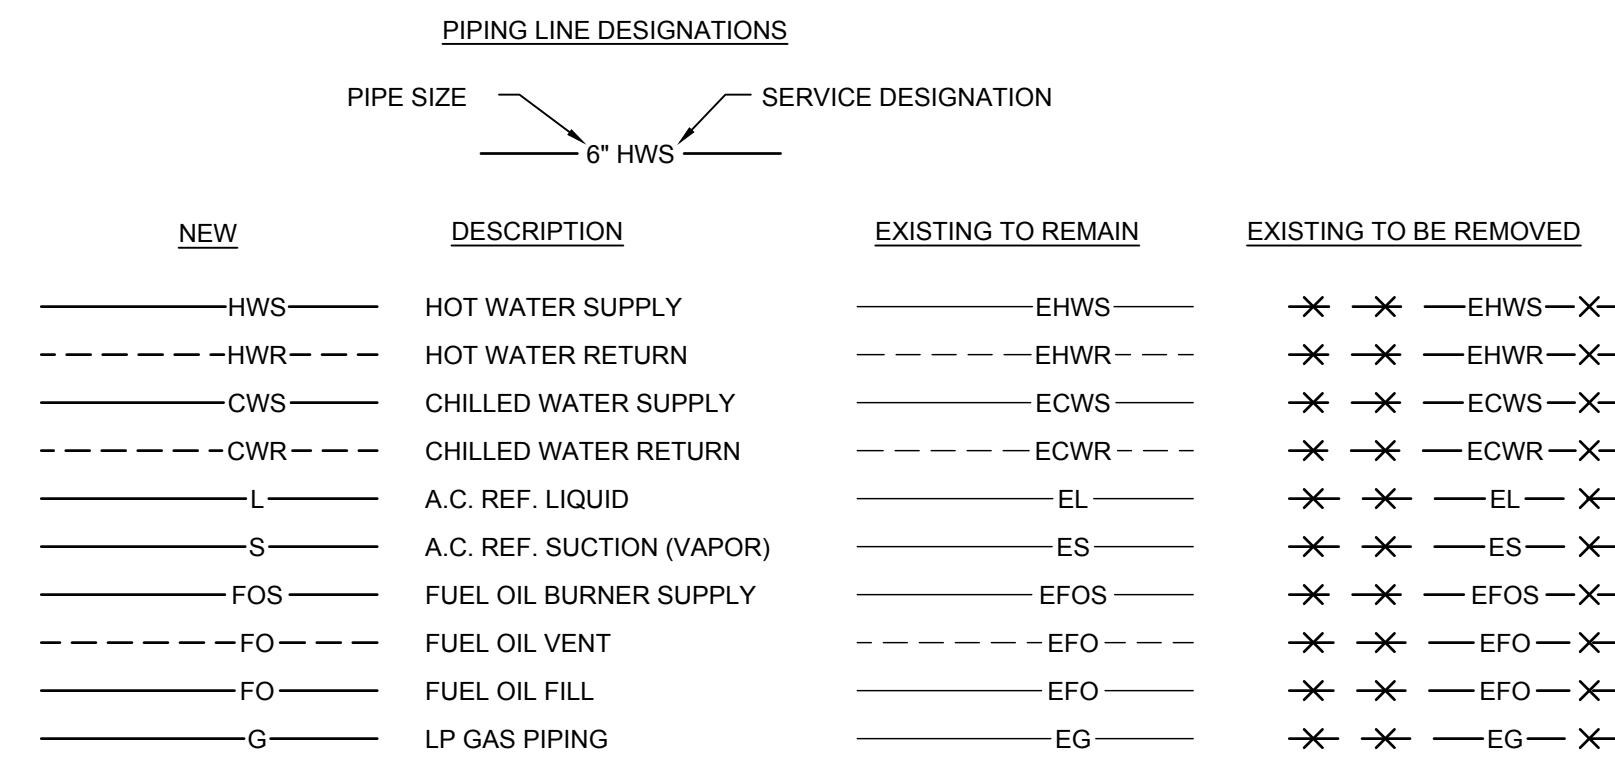 PIPING LINE DESIGNATIONS
PIPE SIZE SERVICE DESIGNATION
6" HWS
NEW DESCRIPTION EXISTING TO REMAIN EXISTING TO BE REMOVED
HWS HOT WATER SUPPLY EHWS EHWS
HWR HOT WATER RETURN EHWR EHWR
CWS CHILLED WATER SUPPLY ECWS ECWS
CWR CHILLED WATER RETURN ECWR ECWR
L A.C. REF. LIQUID EL EL
S A.C. REF. SUCTION (VAPOR) ES ES
FOS FUEL OIL BURNER SUPPLY EFOS EFOS
FO FUEL OIL VENT EFO EFO
FO FUEL OIL FILL EFO EFO
G LP GAS PIPING EG EG